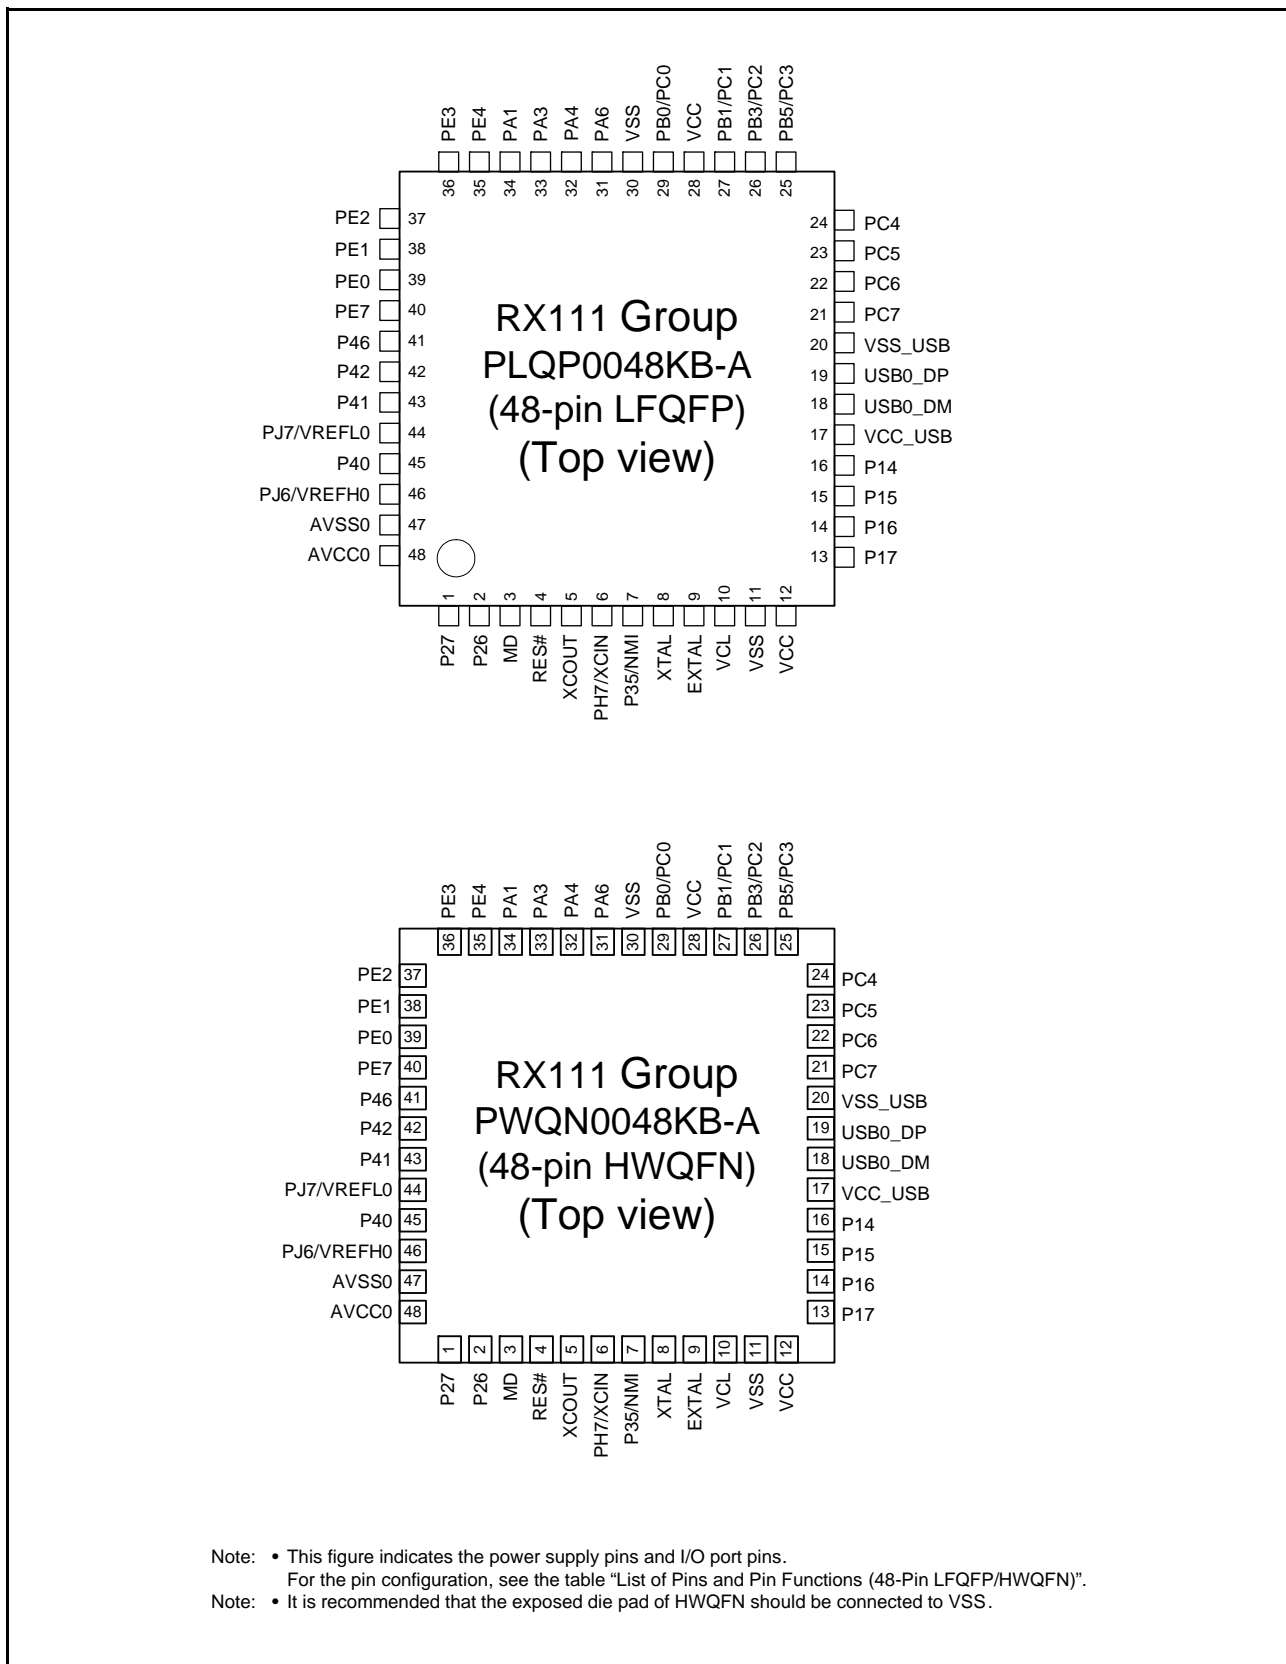 PE3 PE4 PA1 PA3 PA4 PA6 VSS PB0/PC0 VCC PB1/PC1 PB3/PC2 PB5/PC3
36 35 34 33 32 31 30 29 28 27 26 25
PE2 37
PE1 38
PE0 39
PE7 40
P46 41
P42 42
P41 43
PJ7/VREFL0 44
P40 45
PJ6/VREFH0 46
AVSS0 47
AVCC0 48
RX111 Group
PLQP0048KB-A
(48-pin LFQFP)
(Top view)
24 PC4
23 PC5
22 PC6
21 PC7
20 VSS_USB
19 USB0_DP
18 USB0_DM
17 VCC_USB
16 P14
15 P15
14 P16
13 P17
1 2 3 4 5 6 7 8 9 10 11 12
P27 P26 MD RES# XCOUT PH7/XCIN P35/NMI XTAL EXTAL VCL VSS VCC
PE3 PE4 PA1 PA3 PA4 PA6 VSS PB0/PC0 VCC PB1/PC1 PB3/PC2 PB5/PC3
36 35 34 33 32 31 30 29 28 27 26 25
PE2 37
PE1 38
PE0 39
PE7 40
P46 41
P42 42
P41 43
PJ7/VREFL0 44
P40 45
PJ6/VREFH0 46
AVSS0 47
AVCC0 48
RX111 Group
PWQN0048KB-A
(48-pin HWQFN)
(Top view)
24 PC4
23 PC5
22 PC6
21 PC7
20 VSS_USB
19 USB0_DP
18 USB0_DM
17 VCC_USB
16 P14
15 P15
14 P16
13 P17
1 2 3 4 5 6 7 8 9 10 11 12
P27 P26 MD RES# XCOUT PH7/XCIN P35/NMI XTAL EXTAL VCL VSS VCC
Note: • This figure indicates the power supply pins and I/O port pins.
For the pin configuration, see the table “List of Pins and Pin Functions (48-Pin LFQFP/HWQFN)”.
Note: • It is recommended that the exposed die pad of HWQFN should be connected to VSS.